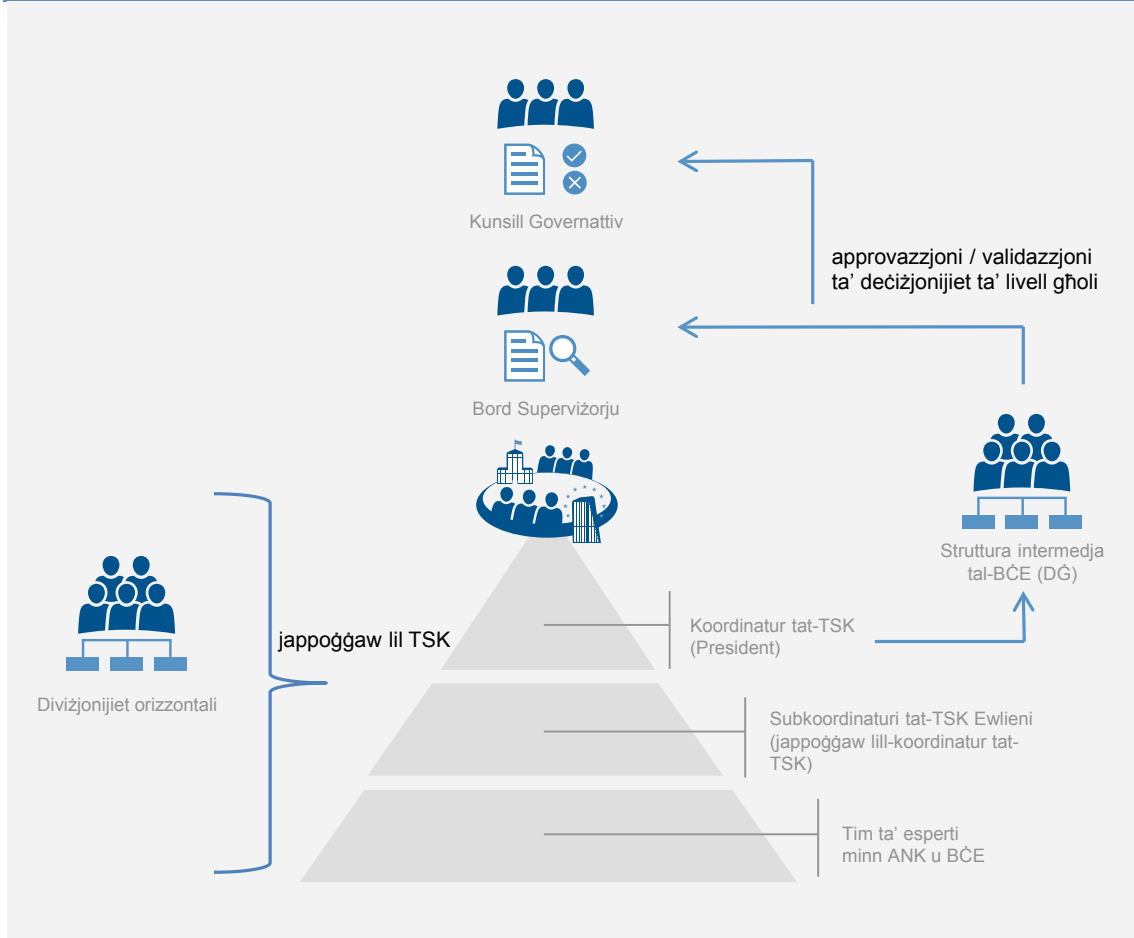 Kunsill Governattiv
approvazzjoni / validazzjoni
ta’ deċiżjonijiet ta’ livell għoli
Bord Superviżorju
Struttura intermedja
tal-BĊE (DĠ)
Koordinatur tat-TSK
(President)
jappoġġaw lil TSK
Diviżjonijiet orizzontali
Subkoordinaturi tat-TSK Ewlieni
(jappoġġaw lill-koordinatur tat-
TSK)
Tim ta’ esperti
minn ANK u BĊE